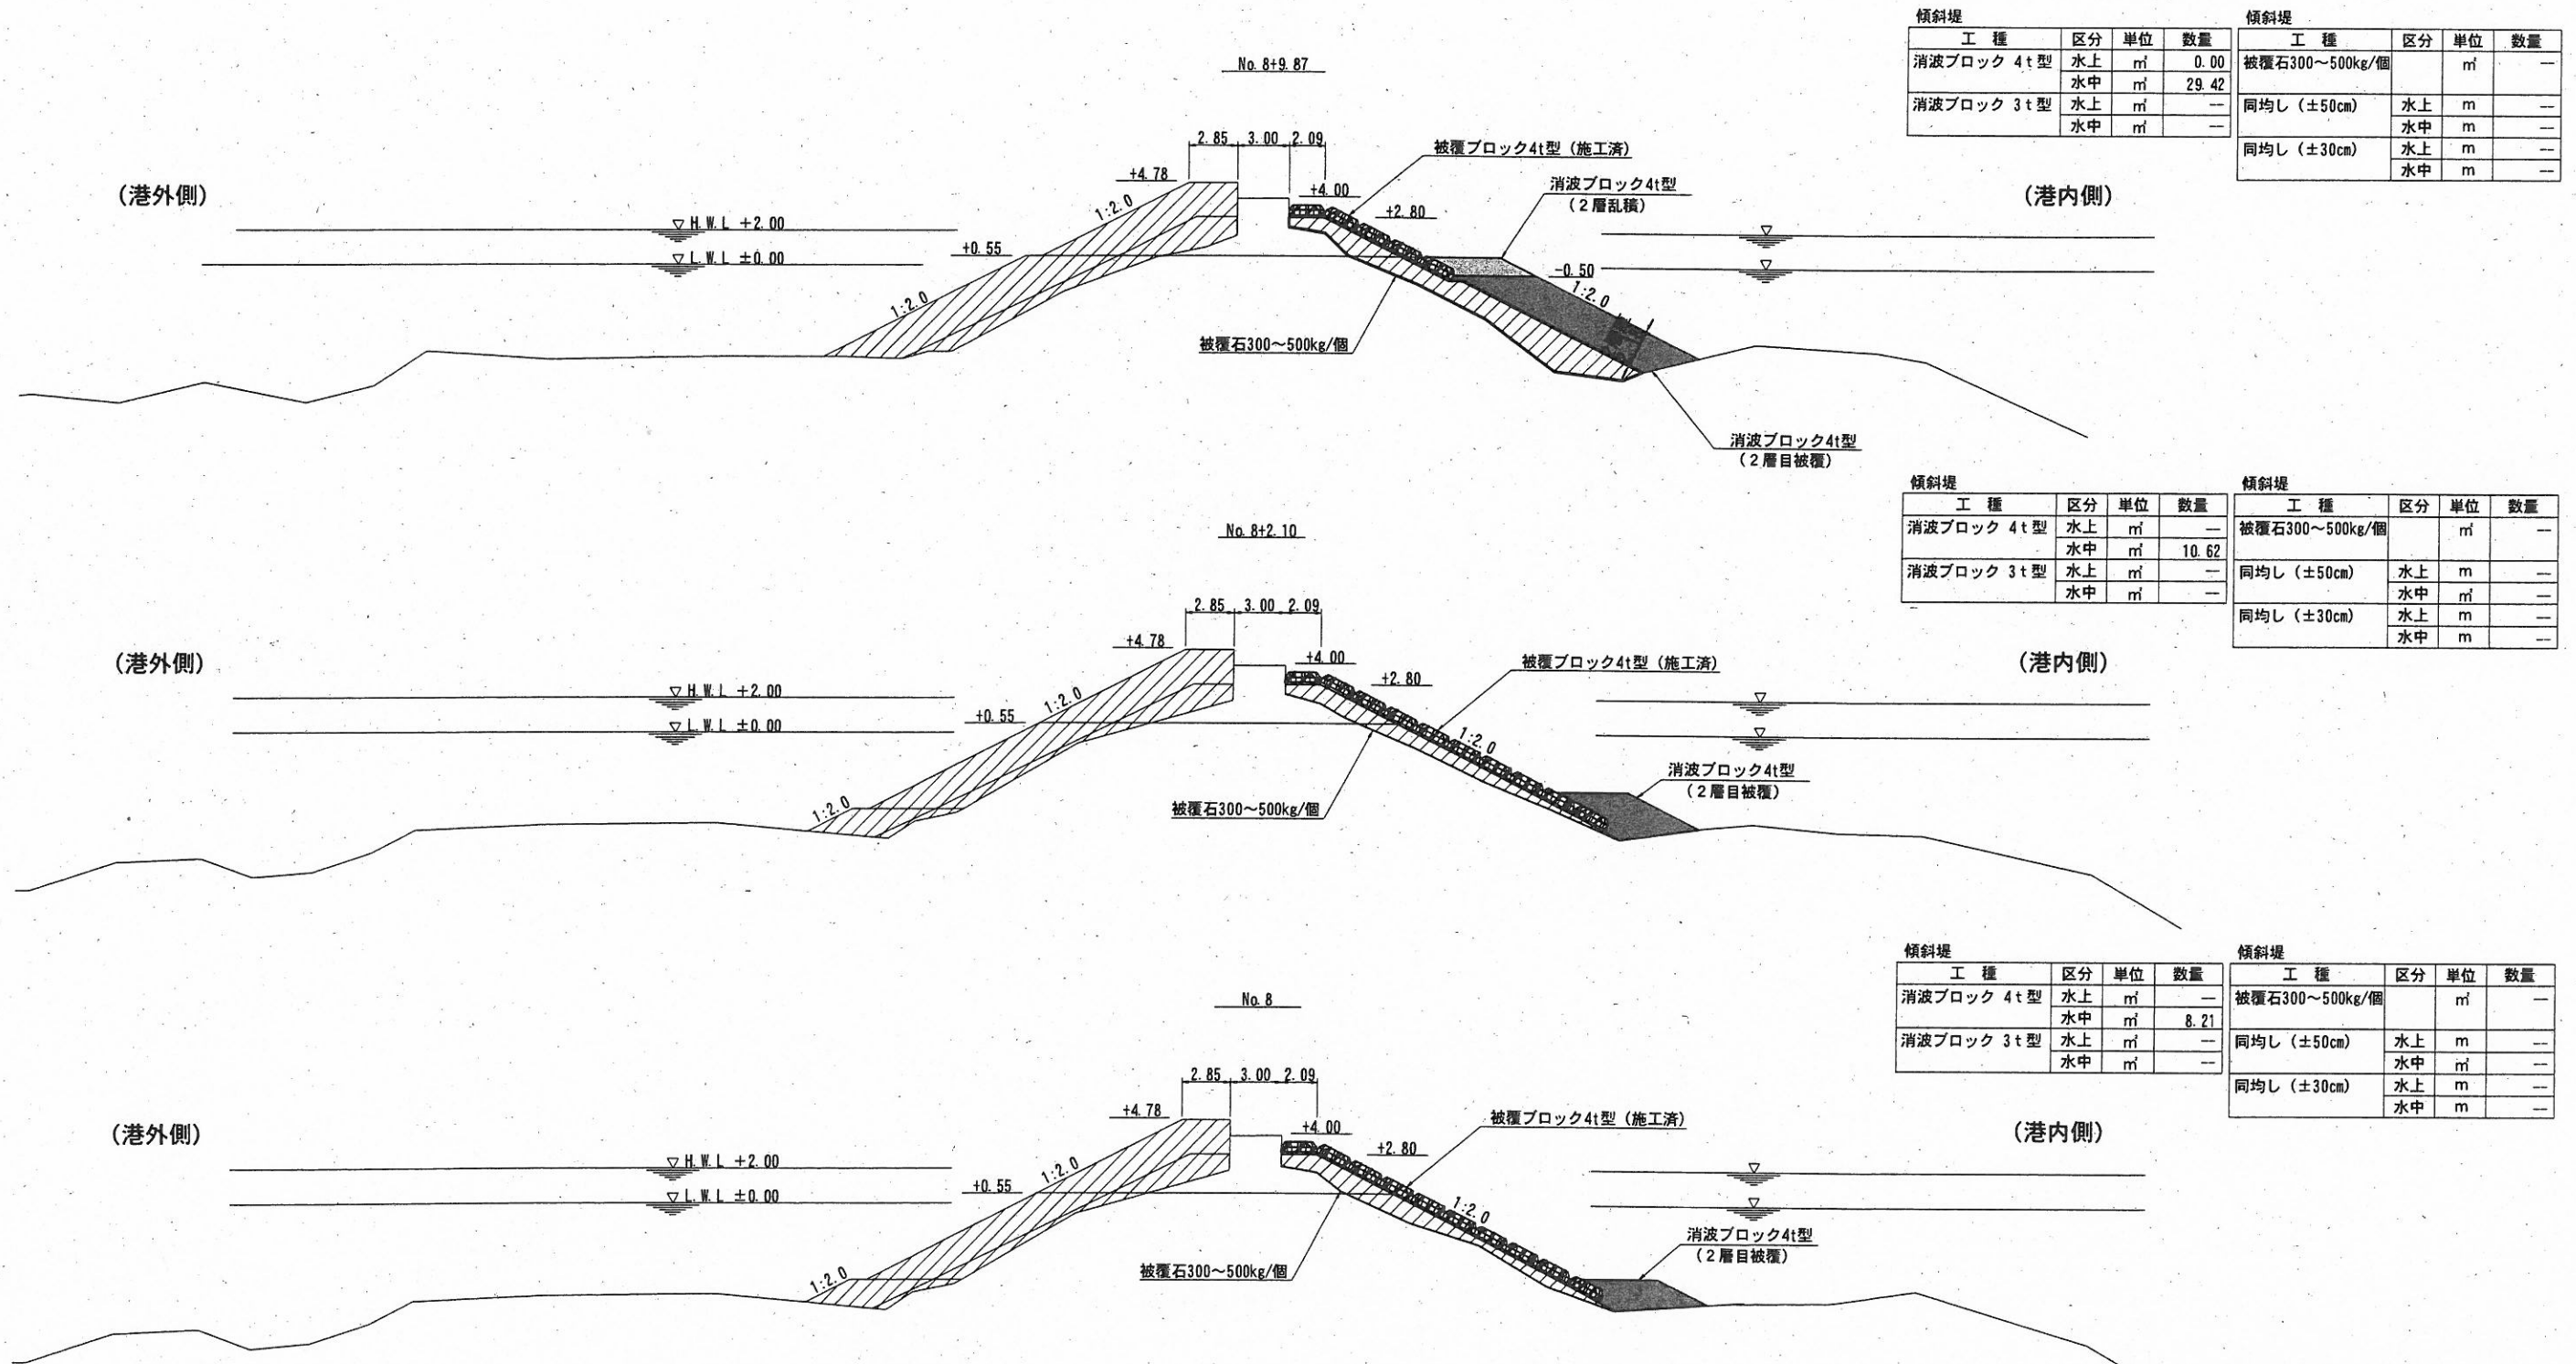 No. 8+9.87
傾斜堤
工 種 区分 単位 数量
消波ブロック 4t型 水上 ㎡ 0.00
水中 ㎡ 29.42
消波ブロック 3t型 水上 ㎡ --
水中 ㎡ --
傾斜堤
工 種 区分 単位 数量
被覆石300～500kg/個 ㎡ --
同均し (±50cm) 水上 m --
水中 m --
同均し (±30cm) 水上 m --
水中 m --
(港外側)
(港内側)
2.85 3.00 2.09
+4.78
+4.00
+2.80
被覆ブロック4t型 (施工済)
消波ブロック4t型
(2層乱積)
1:2.0
H.W.L +2.00
L.W.L ±0.00
+0.55
-0.50
1:2.0
1:2.0
被覆石300～500kg/個
消波ブロック4t型
(2層目被覆)
No. 8+2.10
傾斜堤
工 種 区分 単位 数量
消波ブロック 4t型 水上 ㎡ --
水中 ㎡ 10.62
消波ブロック 3t型 水上 ㎡ --
水中 ㎡ --
傾斜堤
工 種 区分 単位 数量
被覆石300～500kg/個 ㎡ --
同均し (±50cm) 水上 m --
水中 ㎡ --
同均し (±30cm) 水上 m --
水中 m --
(港外側)
(港内側)
2.85 3.00 2.09
+4.78
+4.00
+2.80
被覆ブロック4t型 (施工済)
1:2.0
H.W.L +2.00
L.W.L ±0.00
+0.55
1:2.0
消波ブロック4t型
(2層目被覆)
1:2.0
被覆石300～500kg/個
No. 8
傾斜堤
工 種 区分 単位 数量
消波ブロック 4t型 水上 ㎡ --
水中 ㎡ 8.21
消波ブロック 3t型 水上 ㎡ --
水中 ㎡ --
傾斜堤
工 種 区分 単位 数量
被覆石300～500kg/個 ㎡ --
同均し (±50cm) 水上 m --
水中 ㎡ --
同均し (±30cm) 水上 m --
水中 m --
(港外側)
(港内側)
2.85 3.00 2.09
+4.78
+4.00
+2.80
被覆ブロック4t型 (施工済)
1:2.0
H.W.L +2.00
L.W.L ±0.00
+0.55
1:2.0
消波ブロック4t型
(2層目被覆)
1:2.0
被覆石300～500kg/個